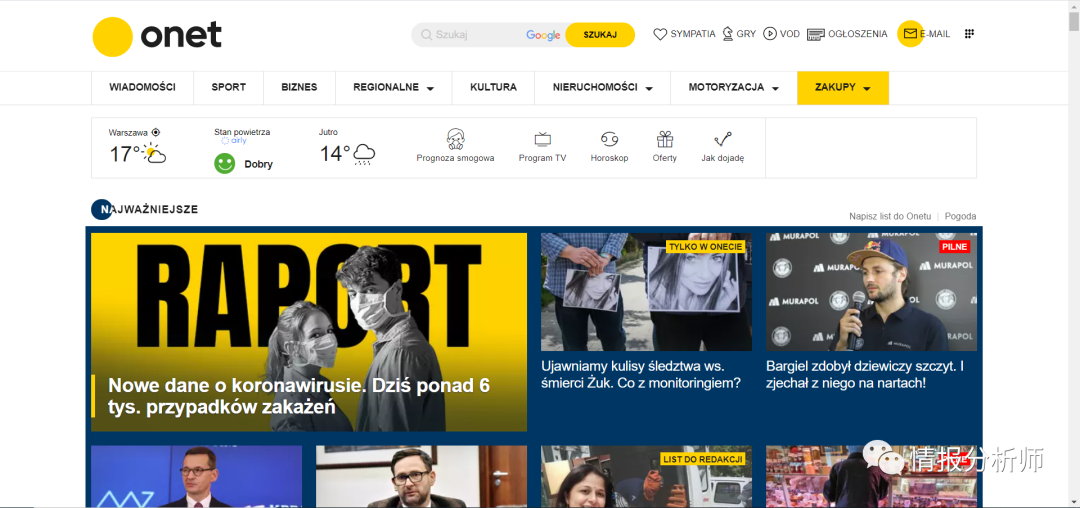 onet
Szukaj
Google
SZUKAJ
SYMPATIA
GRY
VOD
OGŁOSZENIA
E-MAIL
WIADOMOŚCI
SPORT
BIZNES
REGIONALNE
KULTURA
NIERUCHOMOŚCI
MOTORYZACJA
ZAKUPY
Warszawa
17°
Stan powietrza
airly
Dobry
Jutro
14°
Prognoza smogowa
Program TV
Horoskop
Oferty
Jak dojadę
NAJWAŻNIEJSZE
Napisz list do Onetu | Pogoda
RAPORT
Nowe dane o koronawirusie. Dziś ponad 6
tys. przypadków zakażeń
TYLKO W ONECIE
Ujawniamy kulisy śledztwa ws.
śmierci Żuk. Co z monitoringiem?
PILNE
MURAPOL
MURAPOL
MURAPOL
MURAPOL
MURAPOL
Bargiel zdobył dziewiczy szczyt. I
zjechał z niego na nartach!
LIST DO REDAKCJI
情报分析师